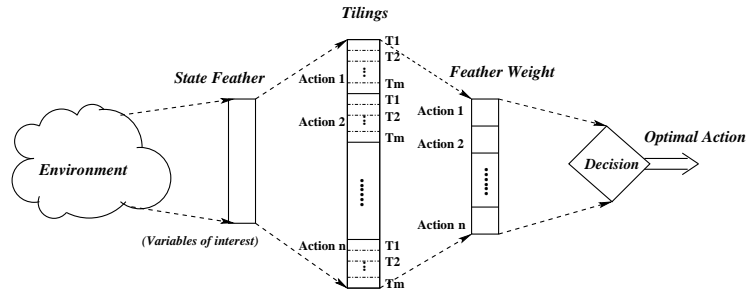 Tilings
State Feather
Feather Weight
Action 1
T1
T2
Tm
Action 2
T1
T2
Tm
Action n
T1
T2
Tm
Action 1
Action 2
Action n
Environment
(Variables of interest)
Decision
Optimal Action